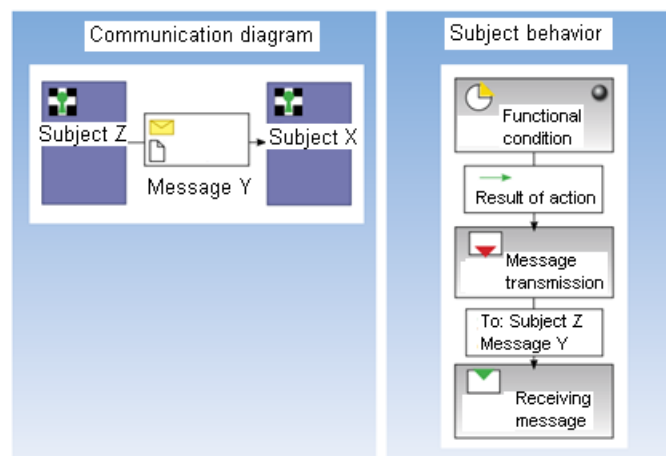 Communication diagram
Subject Z
Subject X
Message Y
Subject behavior
Functional
condition
Result of action
Message
transmission
To: Subject Z
Message Y
Receiving
message